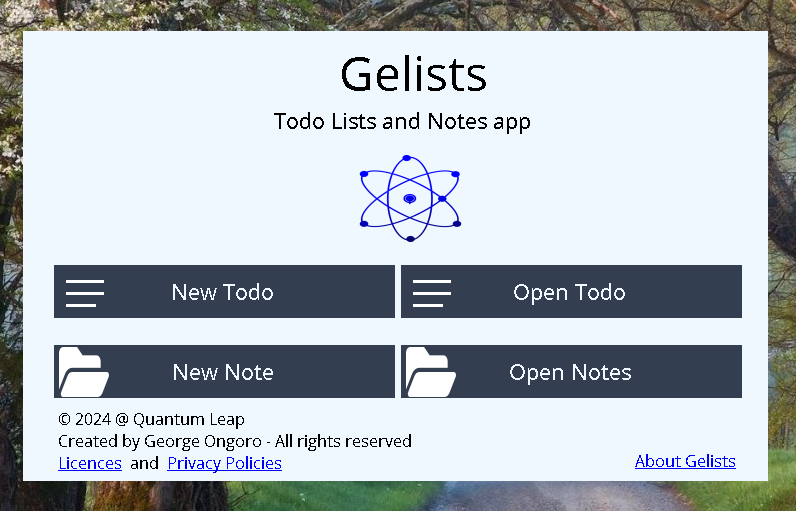 Gelists
Todo Lists and Notes app
New Todo
Open Todo
New Note
Open Notes
© 2024 @ Quantum Leap
Created by George Ongoro - All rights reserved
Licences and Privacy Policies
About Gelists